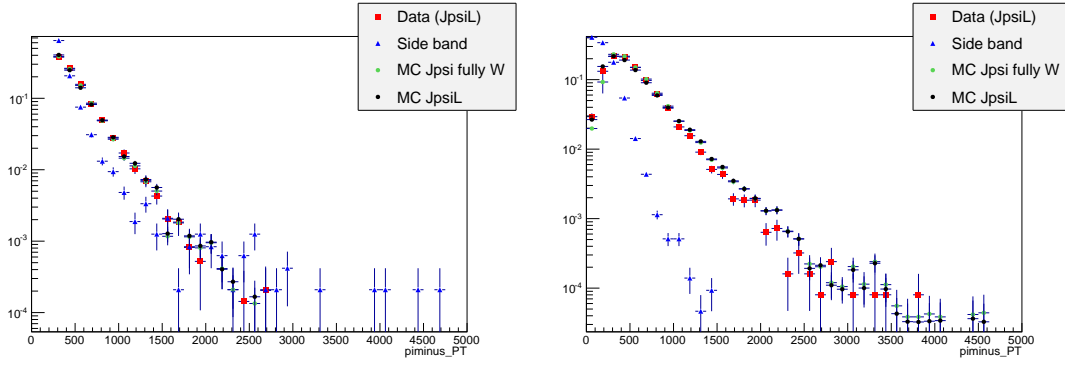 Data (JpsiL)
Side band
MC Jpsi fully W
MC JpsiL
10^-1
10^-2
10^-3
10^-4
0 500 1000 1500 2000 2500 3000 3500 4000 4500 5000
piminus_PT
Data (JpsiL)
Side band
MC Jpsi fully W
MC JpsiL
10^-1
10^-2
10^-3
10^-4
0 500 1000 1500 2000 2500 3000 3500 4000 4500 5000
piminus_PT